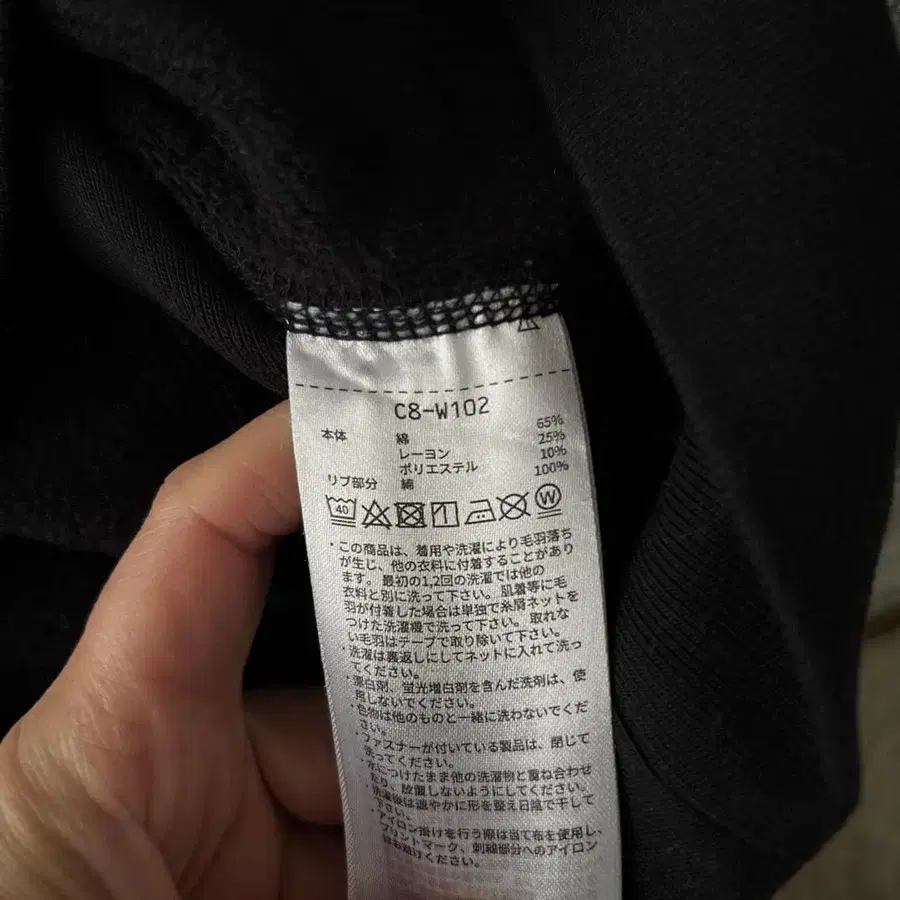 C8-W102
本体 綿 65%
レーヨン 25%
ポリエステル 10%
リブ部分 綿 100%
40 W
・この商品は、着用や洗濯により毛羽落ち
が生じ、他の衣料に付着することがあり
ます。最初の1,2回の洗濯では他の
衣料と別に洗って下さい。肌着等に毛
羽が付着した場合は単独で糸屑ネットを
つけた洗濯機で洗って下さい。取れな
い毛羽はテープで取り除いて下さい。
・洗濯は裏返しにしてネットに入れて洗っ
てください。
・漂白剤、蛍光増白剤を含んだ洗剤は、使
用しないでください。
・色物は他のものと一緒に洗わないでくだ
さい。
・ファスナーが付いている製品は、閉じて
洗ってください。
・水につけたまま他の洗濯物と重ね合わせ
たり、放置しないようにしてください。
・洗濯後は速やかに形を整え日陰で干して
下さい。
・アイロン掛けを行う際は当て布を使用し、
プリントマーク、刺繍部分へのアイロン
はお避けください。